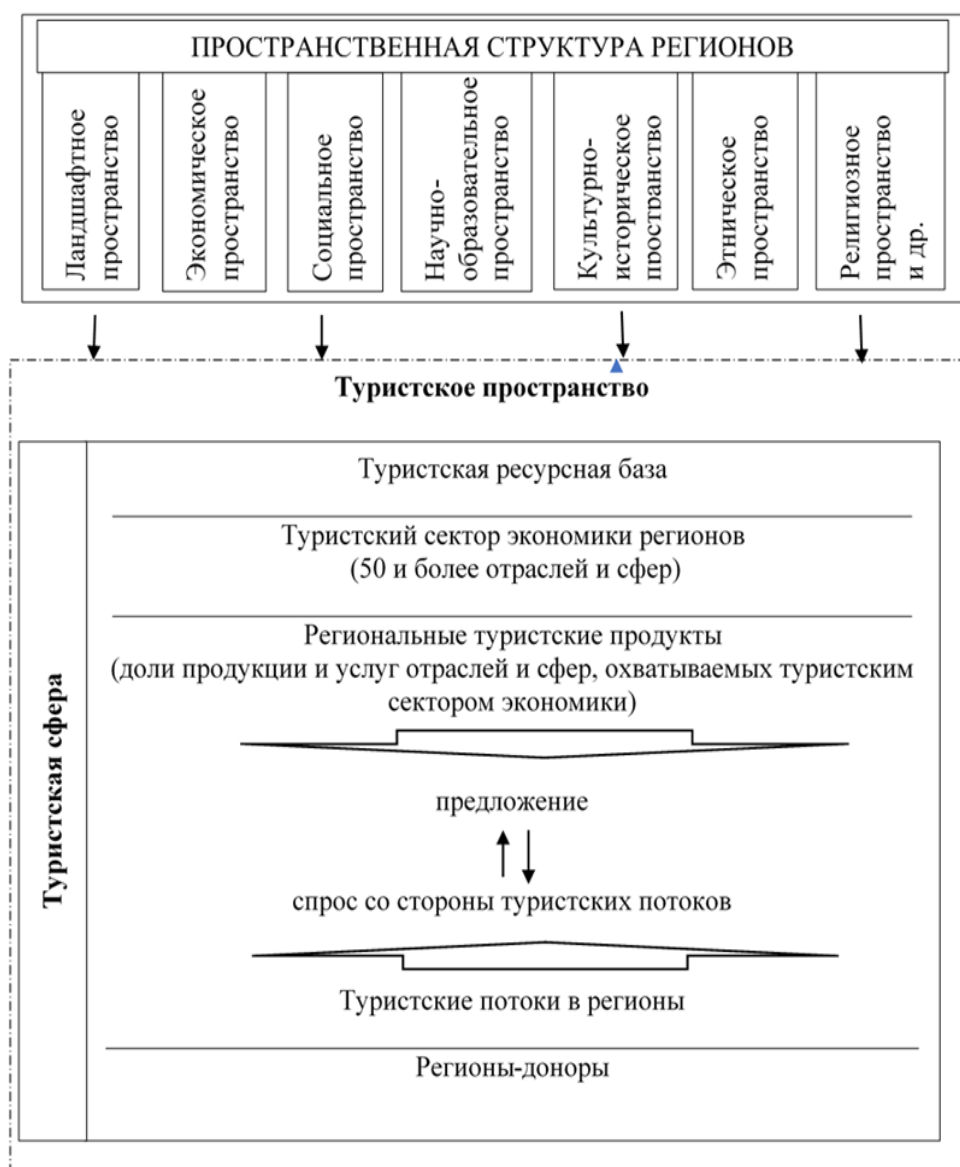 ПРОСТРАНСТВЕННАЯ СТРУКТУРА РЕГИОНОВ
Ландшафтное
пространство
Экономическое
пространство
Социальное
пространство
Научно-
образовательное
пространство
Культурно-
историческое
пространство
Этническое
пространство
Религиозное
пространство
и др.
Туристское пространство
Туристская сфера
Туристская ресурсная база
Туристский сектор экономики регионов
(50 и более отраслей и сфер)
Региональные туристские продукты
(доли продукции и услуг отраслей и сфер, охватываемых туристским
сектором экономики)
предложение
спрос со стороны туристских потоков
Туристские потоки в регионы
Регионы-доноры